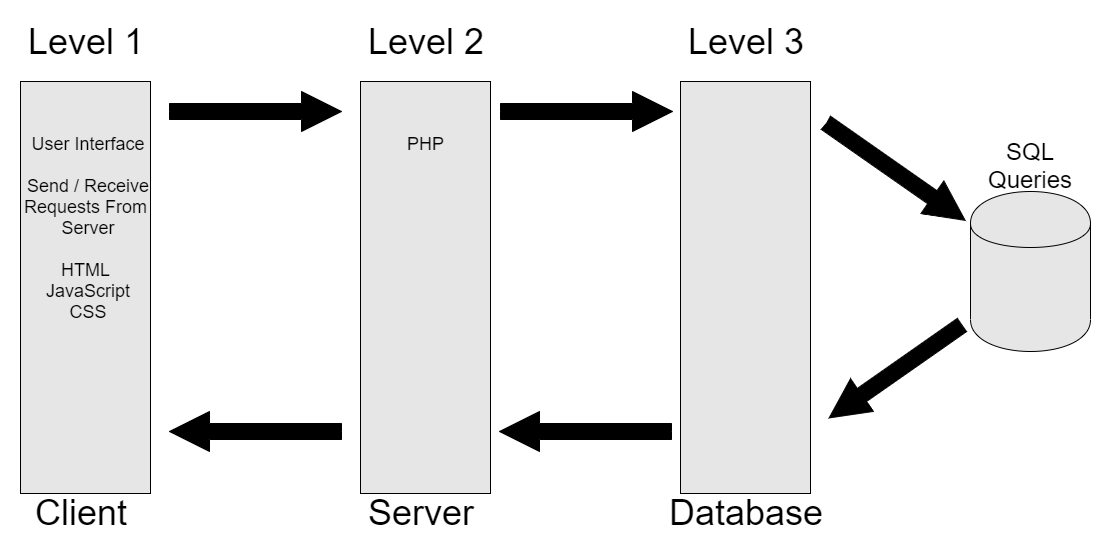 Level 1
Level 2
Level 3
User Interface
Send / Receive
Requests From
Server
HTML
JavaScript
CSS
PHP
SQL
Queries
Client
Server
Database